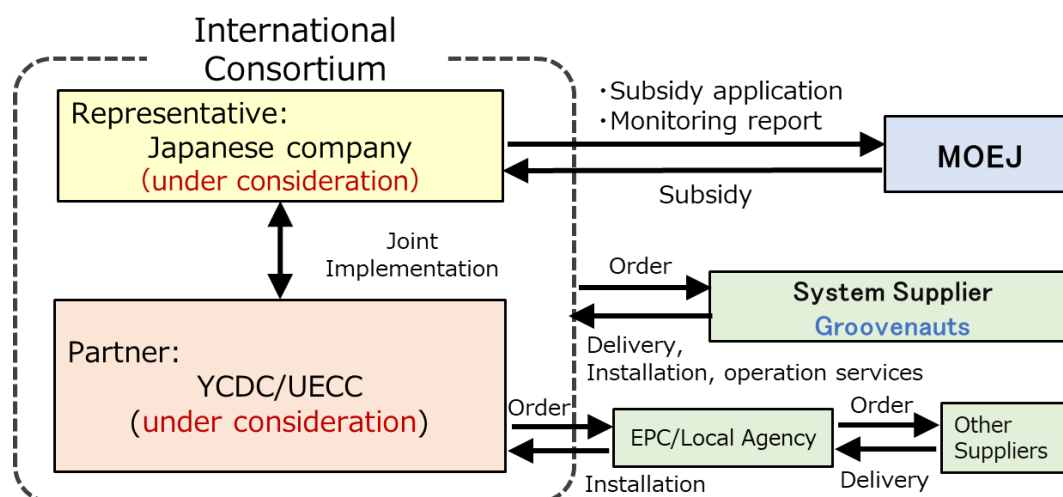 International
Consortium
Representative:
Japanese company
(under consideration)
・Subsidy application
・Monitoring report
MOEJ
Subsidy
Joint
Implementation
Order
System Supplier
Groovenauts
Delivery,
Installation, operation services
Partner:
YCDC/UECC
(under consideration)
Order
EPC/Local Agency
Installation
Order
Other
Suppliers
Delivery